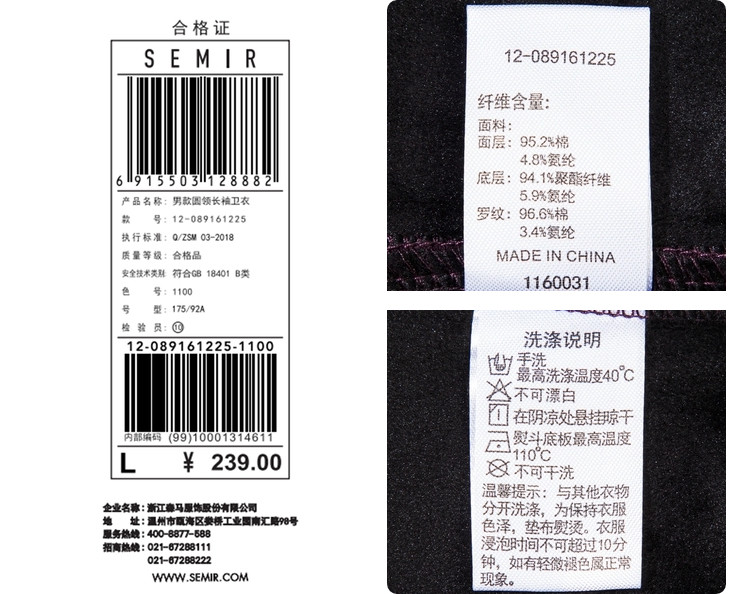 合格证
SEMIR
6 915503 128882
产品名称: 男款圆领长袖卫衣
款 号: 12-089161225
执行标准: Q/ZSM 03-2018
质量等级: 合格品
安全技术类别 符合GB 18401 B类
色 号: 1100
号 型: 175/92A
检 验 员: ⑩
12-089161225-1100
内部编码 (99)10001314611
L ¥ 239.00
企业名称: 浙江森马服饰股份有限公司
地 址: 温州市瓯海区娄桥工业园南汇路98号
服务热线: 400-8877-588
招商热线: 021-67288111
021-67288222
WWW.SEMIR.COM
12-089161225
纤维含量:
面料:
面层: 95.2%棉
4.8%氨纶
底层: 94.1%聚酯纤维
5.9%氨纶
罗纹: 96.6%棉
3.4%氨纶
MADE IN CHINA
1160031
洗涤说明
手洗
最高洗涤温度40℃
不可漂白
在阴凉处悬挂晾干
熨斗底板最高温度
110℃
不可干洗
温馨提示: 与其他衣物
分开洗涤, 为保持衣服
色泽, 垫布熨烫。衣服
浸泡时间不可超过10分
钟, 如有轻微褪色属正常
现象。